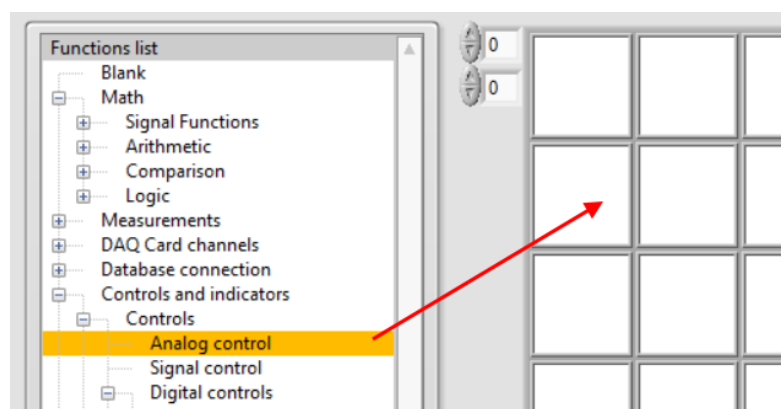 Functions list
Blank
Math
Signal Functions
Arithmetic
Comparison
Logic
Measurements
DAQ Card channels
Database connection
Controls and indicators
Controls
Analog control
Signal control
Digital controls
0
0